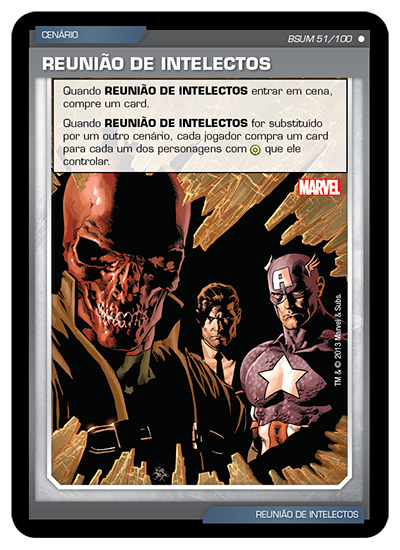 CENÁRIO
BSUM 51/100
REUNIÃO DE INTELECTOS
Quando REUNIÃO DE INTELECTOS entrar em cena,
compre um card.
Quando REUNIÃO DE INTELECTOS for substituído
por um outro cenário, cada jogador compra um card
para cada um dos personagens com que ele
controlar.
MARVEL
A
TM & © 2013 Marvel & Subs.
REUNIÃO DE INTELECTOS